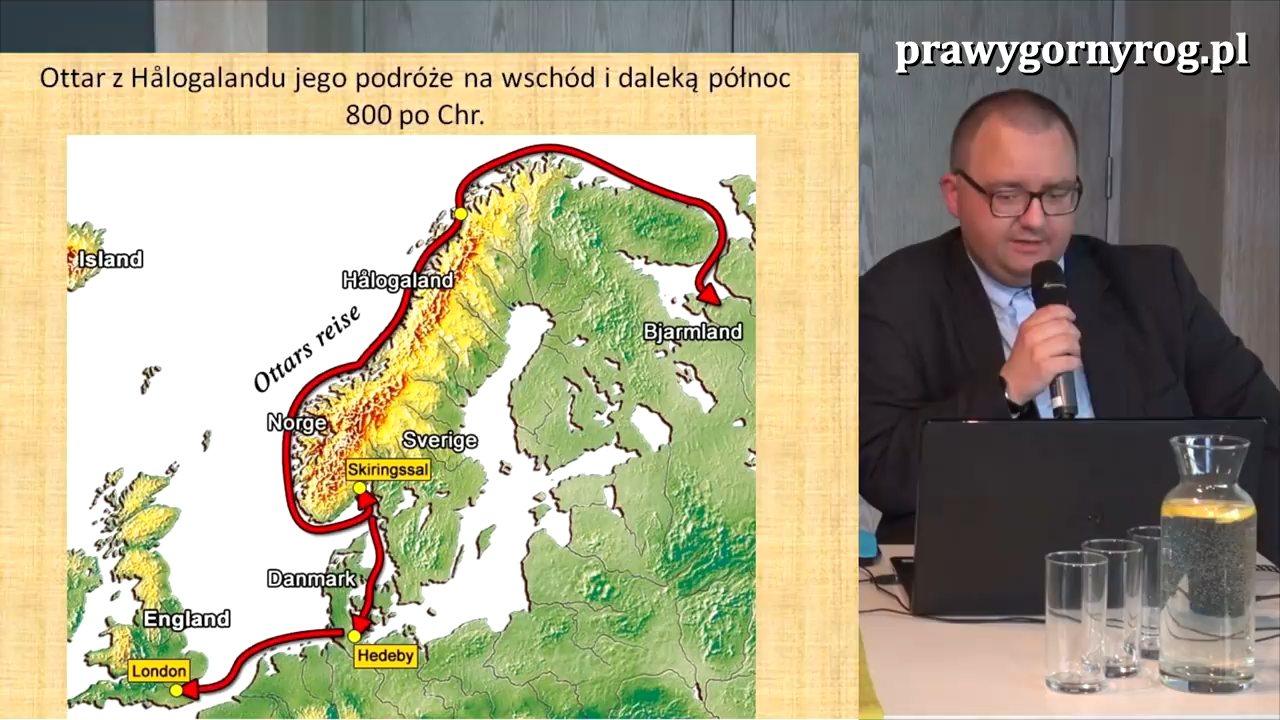 prawygornyrog.pl
Ottar z Hålogalandu jego podróże na wschód i daleką północ
800 po Chr.
Island
Hålogaland
Ottars reise
Bjarmland
Norge
Sverige
Skiringssal
Danmark
England
Hedeby
London